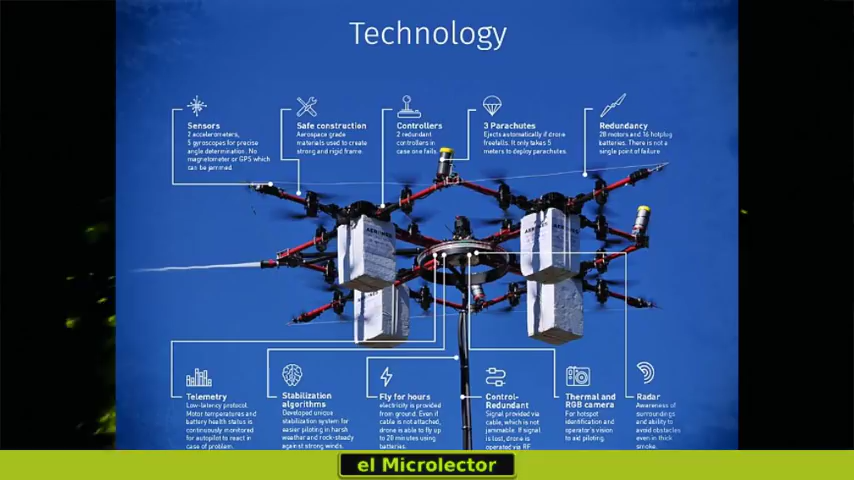 Technology
Sensors
2 accelerometers,
5 gyroscopes for precise
angle determination. No
magnetometor or GPS which
can be jammed.
Safe construction
Aerospace grade
materials used to create
strong and rigid frame.
Controllers
2 redundant
controllers in
case one fails.
3 Parachutes
Ejects automatically if drone
freefalls. It only takes 5
meters to deploy parachutes.
Redundancy
28 motors and 16 hotplug
batteries. There is not a
single point of failure
AERONES
Telemetry
Low-latency protocol.
Motor temperatures and
battery health status is
continuously monitored
for autopilot to react in
case of problem.
Stabilization
algorithms
Developed unique
stabilization system for
easier piloting in harsh
weather and rock-steady
against strong winds.
Fly for hours
electricity is provided
from ground. Even if
cable is not attached,
drone is able to fly up
to 20 minutes using
batteries.
Control-
Redundant
Signal provided via
cable, which is not
jammable. If signal
is lost, drone is
operated via RF.
Thermal and
RGB camera
For hotspot
identification and
operator's vision
to aid piloting.
Radar
Awareness of
surroundings
and ability to
avoid obstacles
even in thick
smoke.
el Microlector